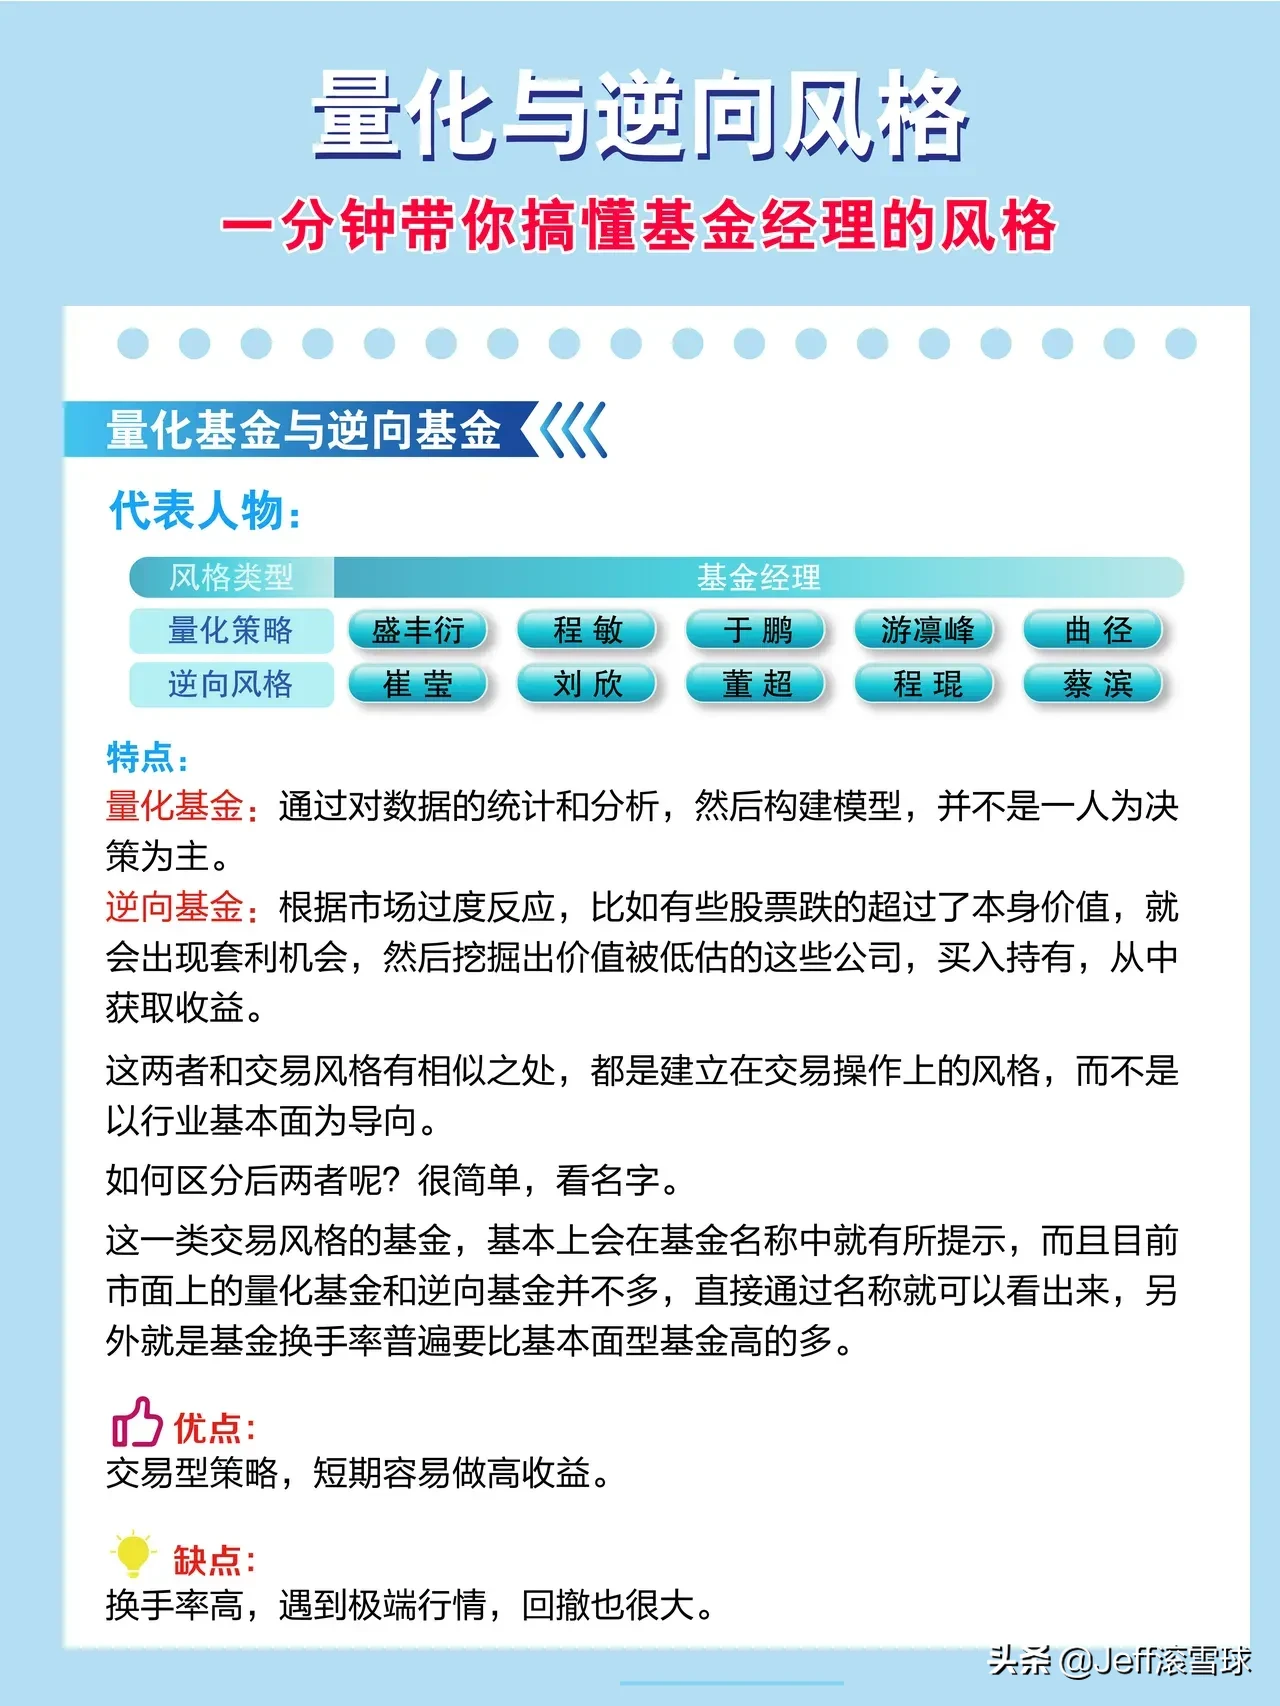 量化与逆向风格
一分钟带你搞懂基金经理的风格
量化基金与逆向基金
代表人物：
风格类型 基金经理
量化策略 盛丰衍 程敏 于鹏 游凛峰 曲径
逆向风格 崔莹 刘欣 董超 程琨 蔡滨
特点：
量化基金：通过对数据的统计和分析，然后构建模型，并不是一人为决
策为主。
逆向基金：根据市场过度反应，比如有些股票跌的超过了本身价值，就
会出现套利机会，然后挖掘出价值被低估的这些公司，买入持有，从中
获取收益。
这两者和交易风格有相似之处，都是建立在交易操作上的风格，而不是
以行业基本面为导向。
如何区分后两者呢？很简单，看名字。
这一类交易风格的基金，基本上会在基金名称中就有所提示，而且目前
市面上的量化基金和逆向基金并不多，直接通过名称就可以看出来，另
外就是基金换手率普遍要比基本面型基金高的多。
优点：
交易型策略，短期容易做高收益。
缺点：
换手率高，遇到极端行情，回撤也很大。
头条 @Jeff滚雪球